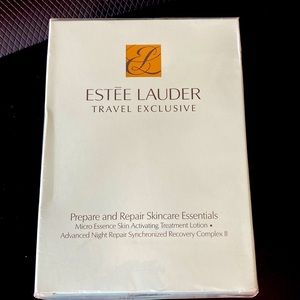 EL
ESTĒE LAUDER
TRAVEL EXCLUSIVE
Prepare and Repair Skincare Essentials
Micro Essence Skin Activating Treatment Lotion •
Advanced Night Repair Synchronized Recovery Complex II